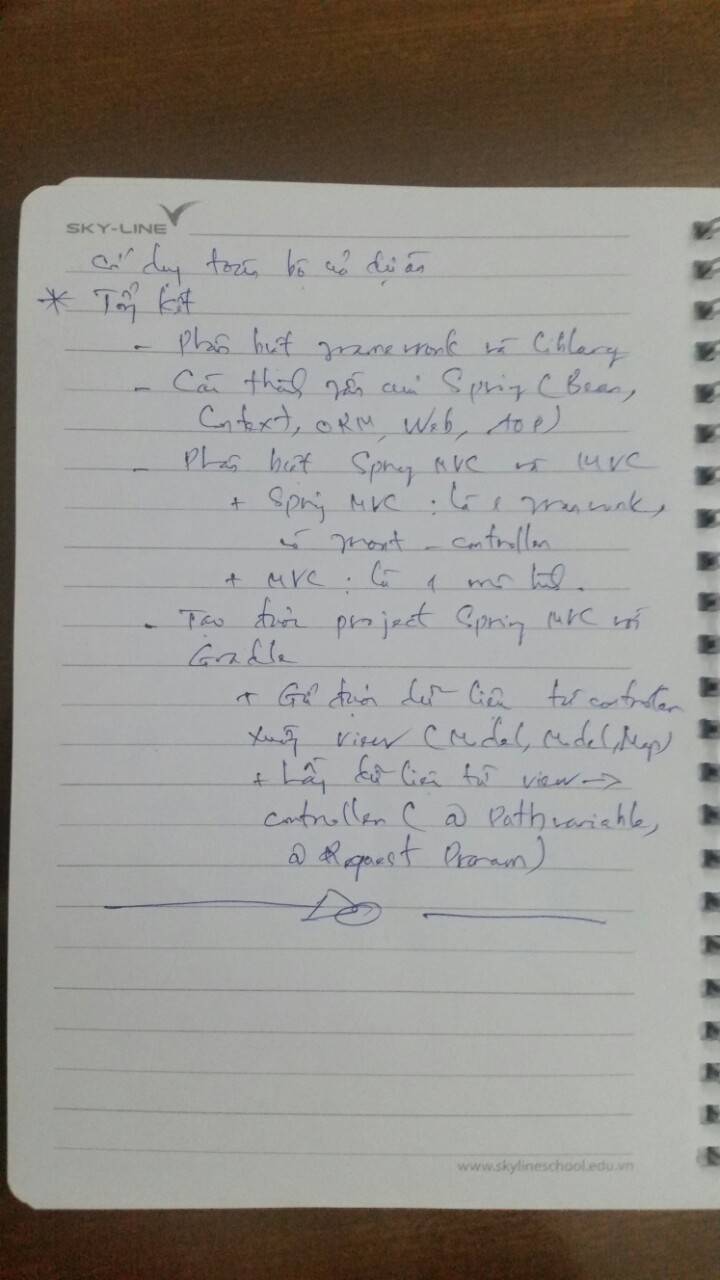 SKY-LINE
toàn bộ dự án
* Tổng kết
- Phân biệt framework và Library
- Các thành phần của Spring (Bean,
Context, ORM, Web, AOP)
- Phân biệt Spring MVC và MVC
+ Spring MVC : là 1 framework,
có front - controller
+ MVC : là 1 mô hình.
- Tạo được project Spring MVC với
Gradle
+ Gửi được dữ liệu từ controller
xuống view (Model, Model, Map)
+ Lấy dữ liệu từ view →
controller ( @ Pathvariable,
@ Request Praram)
www.skylineschool.edu.vn